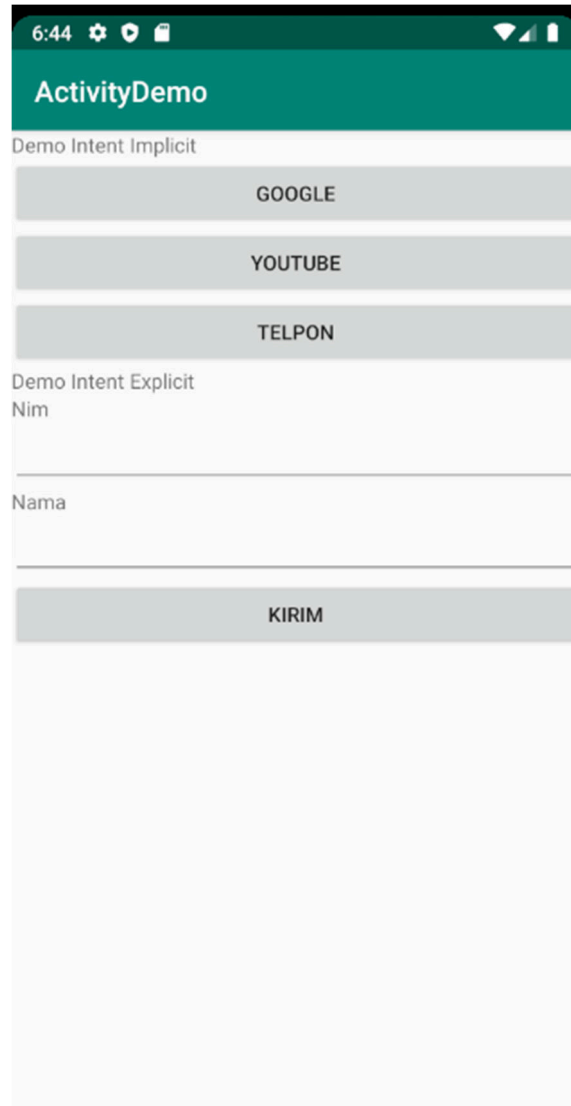 6:44
ActivityDemo
Demo Intent Implicit
GOOGLE
YOUTUBE
TELPON
Demo Intent Explicit
Nim
Nama
KIRIM